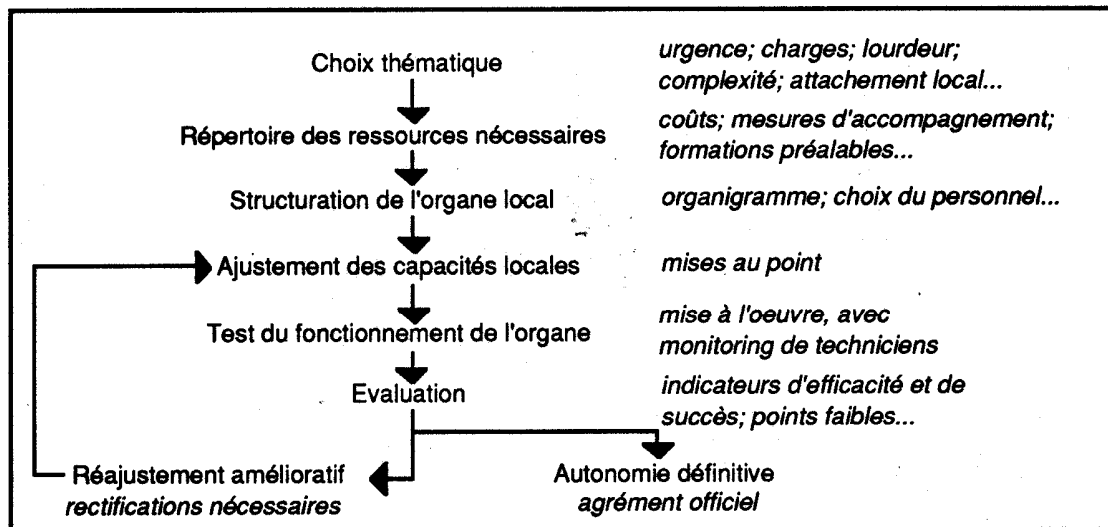 Choix thématique
urgence; charges; lourdeur;
complexité; attachement local...
Répertoire des ressources nécessaires
coûts; mesures d'accompagnement;
formations préalables...
Structuration de l'organe local
organigramme; choix du personnel...
Ajustement des capacités locales
mises au point
Test du fonctionnement de l'organe
mise à l'oeuvre, avec
monitoring de techniciens
Evaluation
indicateurs d'efficacité et de
succès; points faibles...
Réajustement amélioratif
rectifications nécessaires
Autonomie définitive
agrément officiel